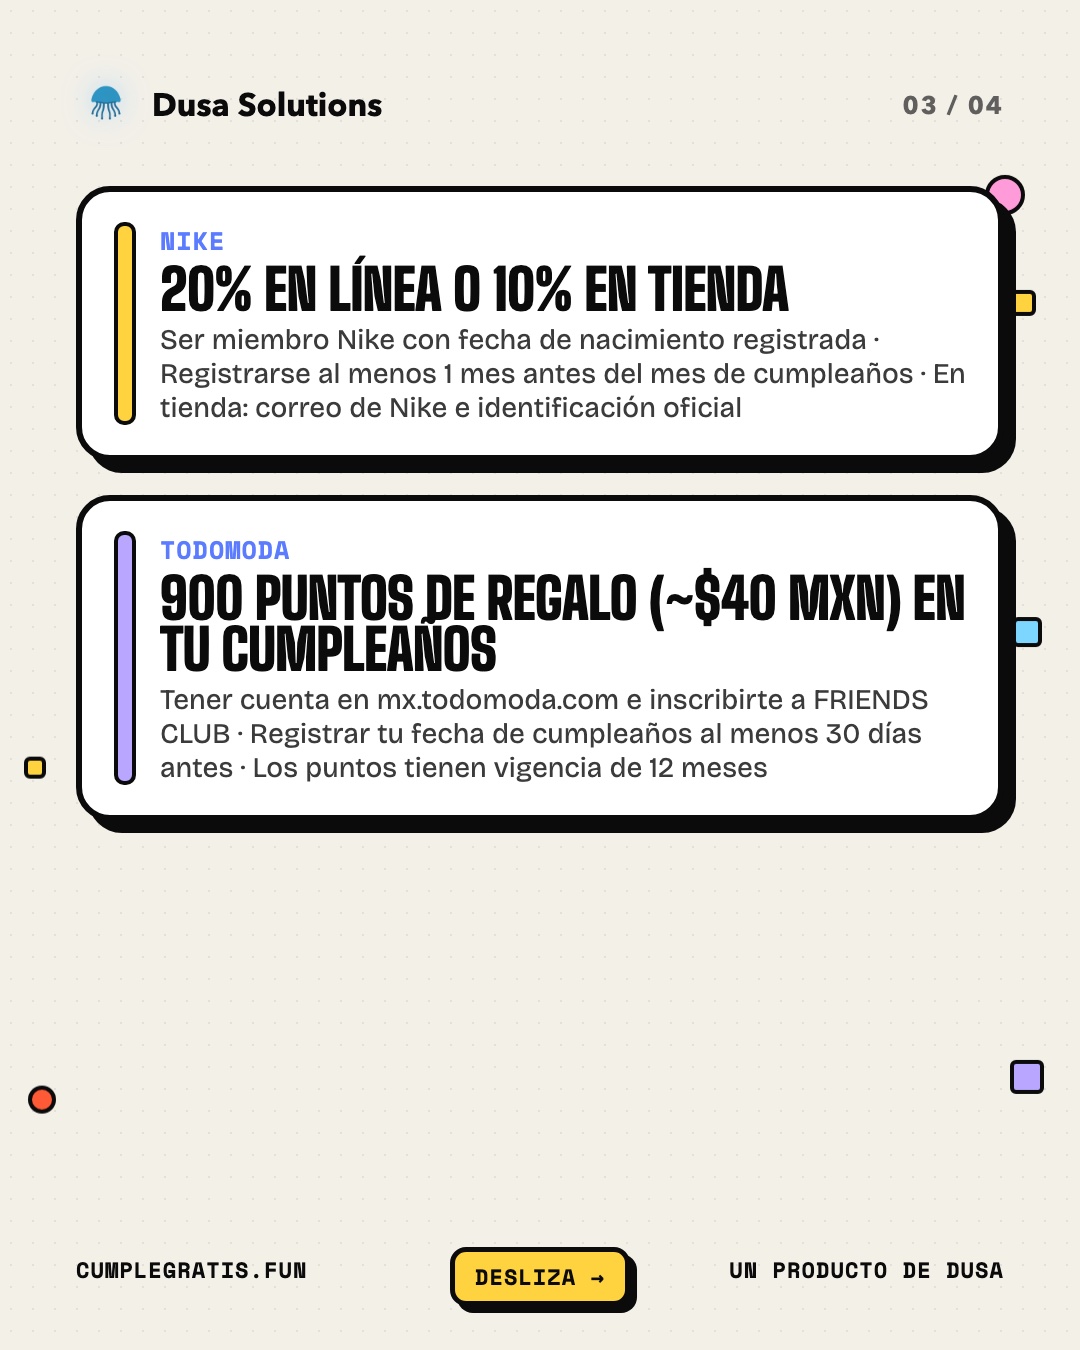 Dusa Solutions
03 / 04
NIKE
20% EN LÍNEA O 10% EN TIENDA
Ser miembro Nike con fecha de nacimiento registrada ·
Registrarse al menos 1 mes antes del mes de cumpleaños · En
tienda: correo de Nike e identificación oficial
TODOMODA
900 PUNTOS DE REGALO (~$40 MXN) EN
TU CUMPLEAÑOS
Tener cuenta en mx.todomoda.com e inscribirte a FRIENDS
CLUB · Registrar tu fecha de cumpleaños al menos 30 días
antes · Los puntos tienen vigencia de 12 meses
CUMPLEGRATIS.FUN
DESLIZA →
UN PRODUCTO DE DUSA